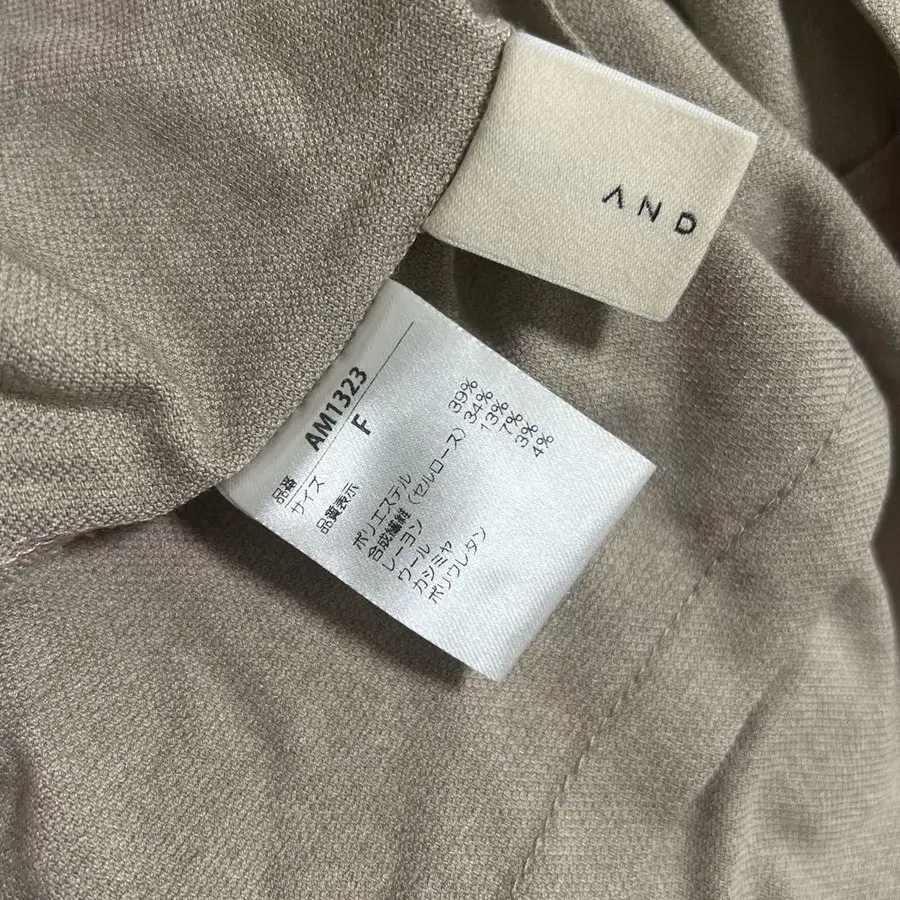 AND
品番 AM1323
サイズ F
品質表示
ポリエステル 39%
合成繊維(セルロース) 34%
レーヨン 13%
ウール 7%
カシミヤ 3%
ポリウレタン 4%